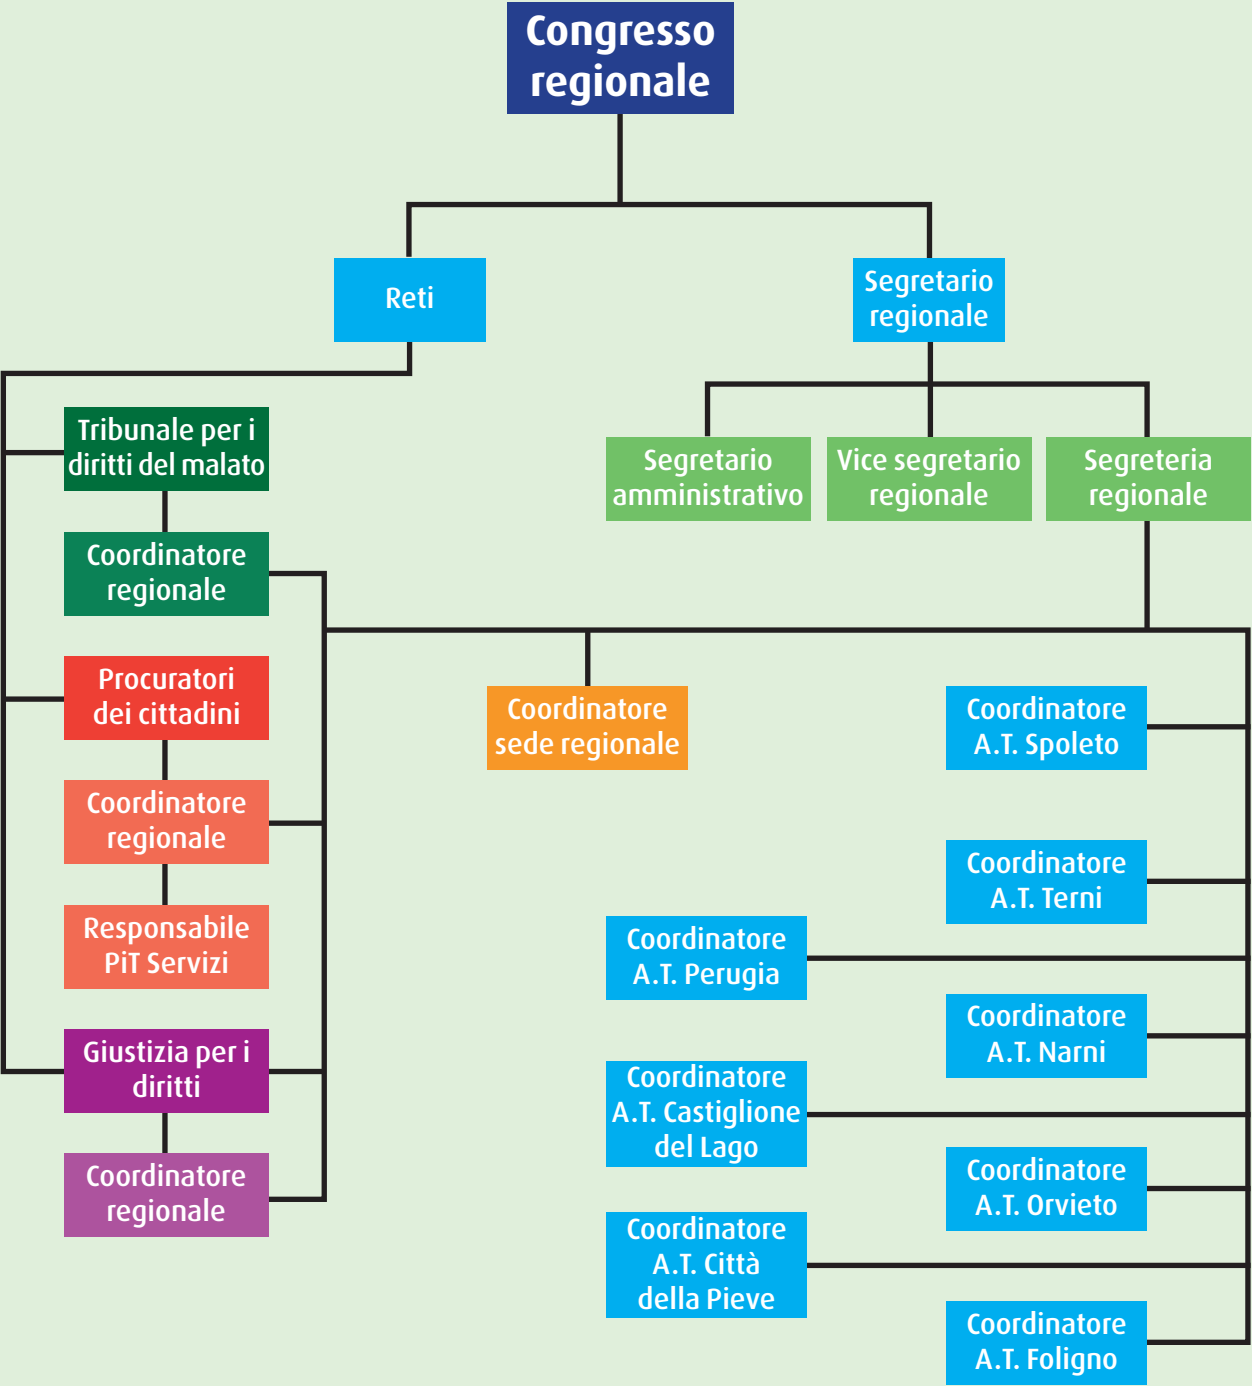 Congresso
regionale
Reti
Segretario
regionale
Tribunale per i
diritti del malato
Segretario
amministrativo
Vice segretario
regionale
Segreteria
regionale
Coordinatore
regionale
Procuratori
dei cittadini
Coordinatore
sede regionale
Coordinatore
A.T. Spoleto
Coordinatore
regionale
Coordinatore
A.T. Terni
Responsabile
PiT Servizi
Coordinatore
A.T. Perugia
Coordinatore
A.T. Narni
Giustizia per i
diritti
Coordinatore
A.T. Castiglione
del Lago
Coordinatore
regionale
Coordinatore
A.T. Orvieto
Coordinatore
A.T. Città
della Pieve
Coordinatore
A.T. Foligno